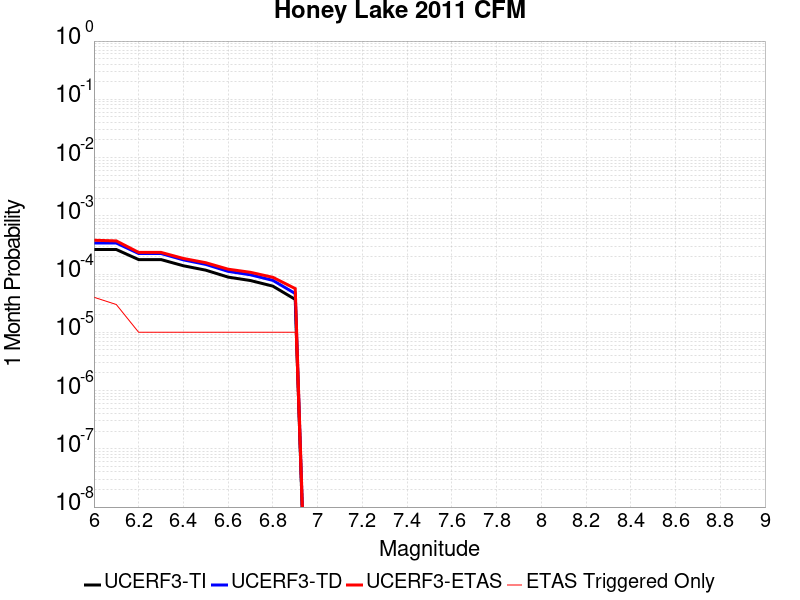 Honey Lake 2011 CFM
10^0
10^-1
10^-2
10^-3
10^-4
10^-5
10^-6
10^-7
10^-8
1 Month Probability
6 6.2 6.4 6.6 6.8 7 7.2 7.4 7.6 7.8 8 8.2 8.4 8.6 8.8 9
Magnitude
UCERF3-TI UCERF3-TD UCERF3-ETAS ETAS Triggered Only